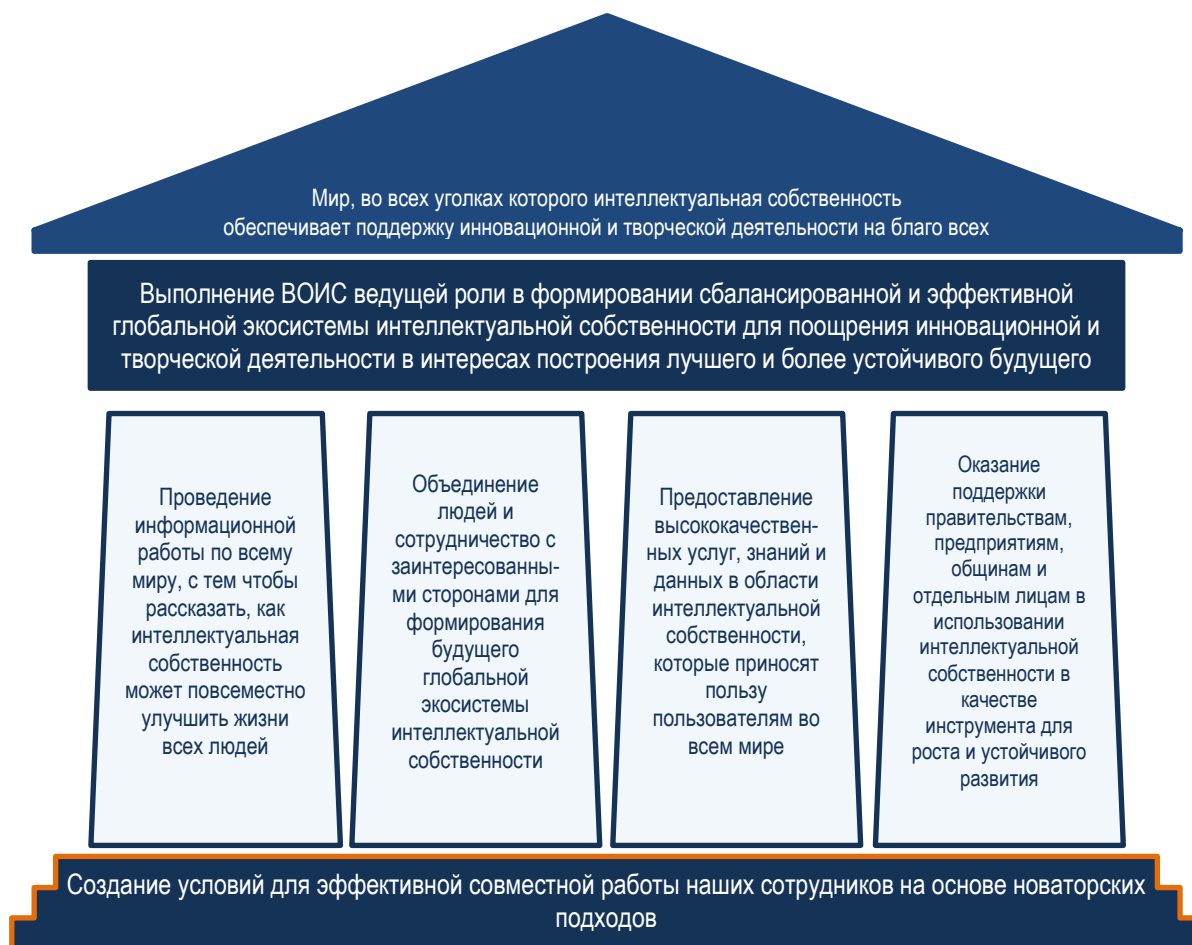 Мир, во всех уголках которого интеллектуальная собственность
обеспечивает поддержку инновационной и творческой деятельности на благо всех
Выполнение ВОИС ведущей роли в формировании сбалансированной и эффективной
глобальной экосистемы интеллектуальной собственности для поощрения инновационной и
творческой деятельности в интересах построения лучшего и более устойчивого будущего
Проведение
информационной
работы по всему
миру, с тем чтобы
рассказать, как
интеллектуальная
собственность
может повсеместно
улучшить жизни
всех людей
Объединение
людей и
сотрудничество с
заинтересованны-
ми сторонами для
формирования
будущего
глобальной
экосистемы
интеллектуальной
собственности
Предоставление
высококачествен-
ных услуг, знаний и
данных в области
интеллектуальной
собственности,
которые приносят
пользу
пользователям во
всем мире
Оказание
поддержки
правительствам,
предприятиям,
общинам и
отдельным лицам в
использовании
интеллектуальной
собственности в
качестве
инструмента для
роста и устойчивого
развития
Создание условий для эффективной совместной работы наших сотрудников на основе новаторских
подходов